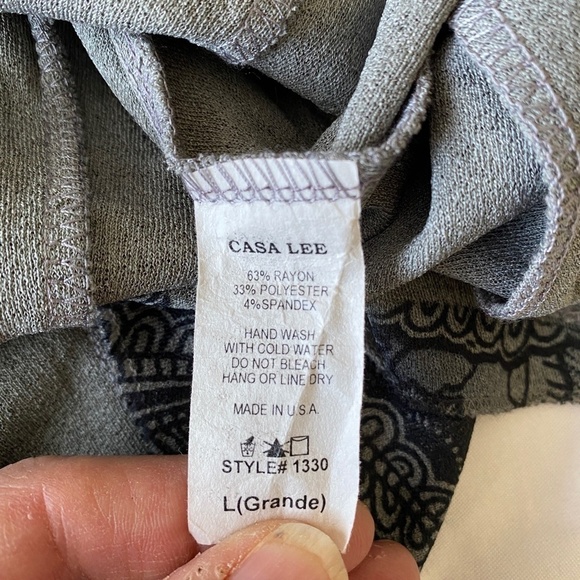 CASA LEE
63% RAYON
33% POLYESTER
4%SPANDEX
HAND WASH
WITH COLD WATER
DO NOT BLEACH
HANG OR LINE DRY
MADE IN U.S.A.
STYLE# 1330
L(Grande)